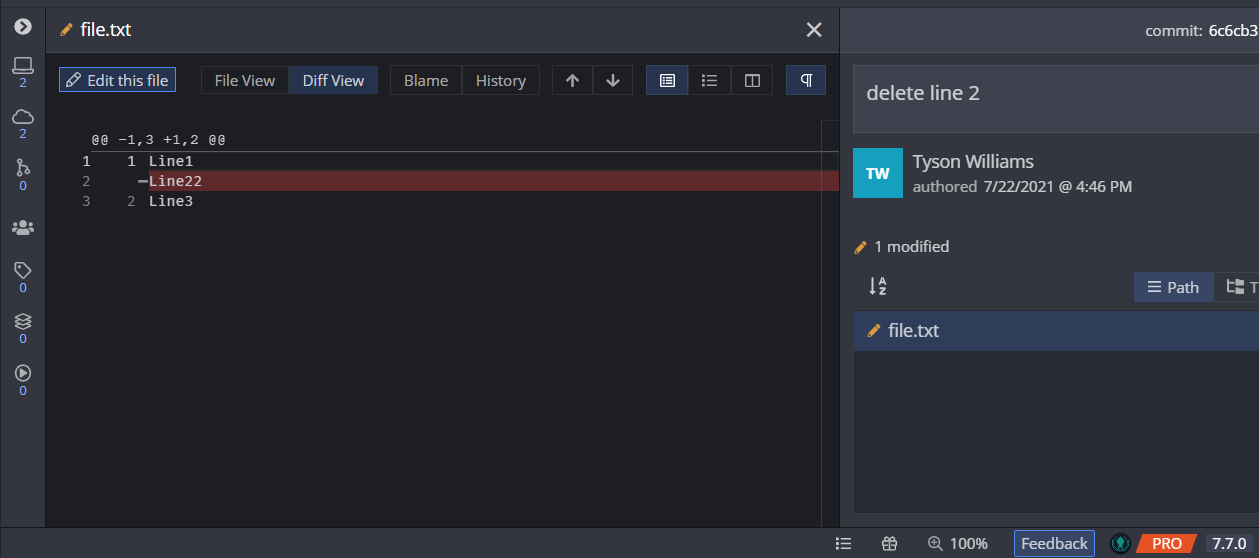 file.txt
commit: 6c6cb3
Edit this file
File View
Diff View
Blame
History
@@ -1,3 +1,2 @@
1 1 Line1
2 -Line22
3 2 Line3
2
2
0
0
0
0
delete line 2
TW
Tyson Williams
authored 7/22/2021 @ 4:46 PM
1 modified
A
Z
Path
T
file.txt
100%
Feedback
PRO
7.7.0